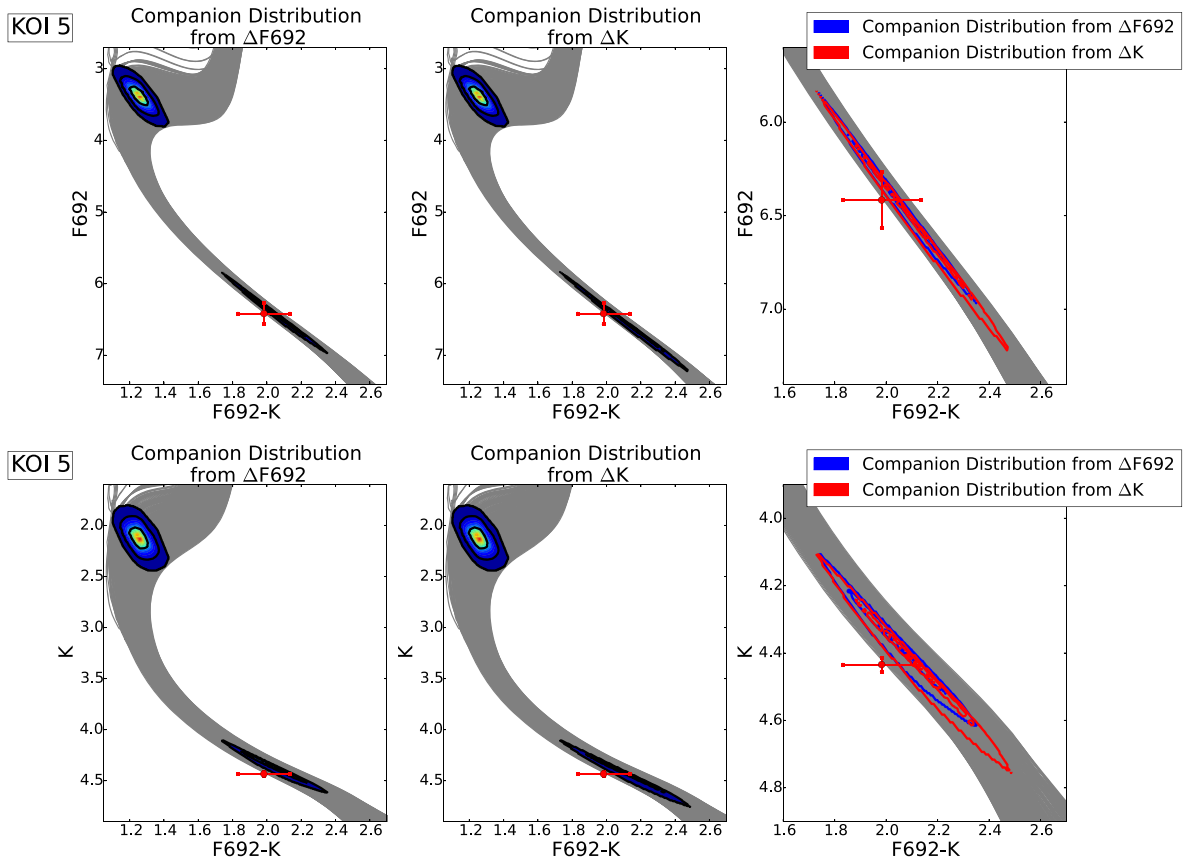 KOI 5
Companion Distribution
from ΔF692
Companion Distribution
from ΔK
Companion Distribution from ΔF692
Companion Distribution from ΔK
F692
3
4
5
6
7
1.2 1.4 1.6 1.8 2.0 2.2 2.4 2.6
F692-K
F692
3
4
5
6
7
1.2 1.4 1.6 1.8 2.0 2.2 2.4 2.6
F692-K
F692
6.0
6.5
7.0
1.6 1.8 2.0 2.2 2.4 2.6
F692-K
KOI 5
Companion Distribution
from ΔF692
Companion Distribution
from ΔK
Companion Distribution from ΔF692
Companion Distribution from ΔK
K
2.0
2.5
3.0
3.5
4.0
4.5
1.2 1.4 1.6 1.8 2.0 2.2 2.4 2.6
F692-K
K
2.0
2.5
3.0
3.5
4.0
4.5
1.2 1.4 1.6 1.8 2.0 2.2 2.4 2.6
F692-K
K
4.0
4.2
4.4
4.6
4.8
1.6 1.8 2.0 2.2 2.4 2.6
F692-K